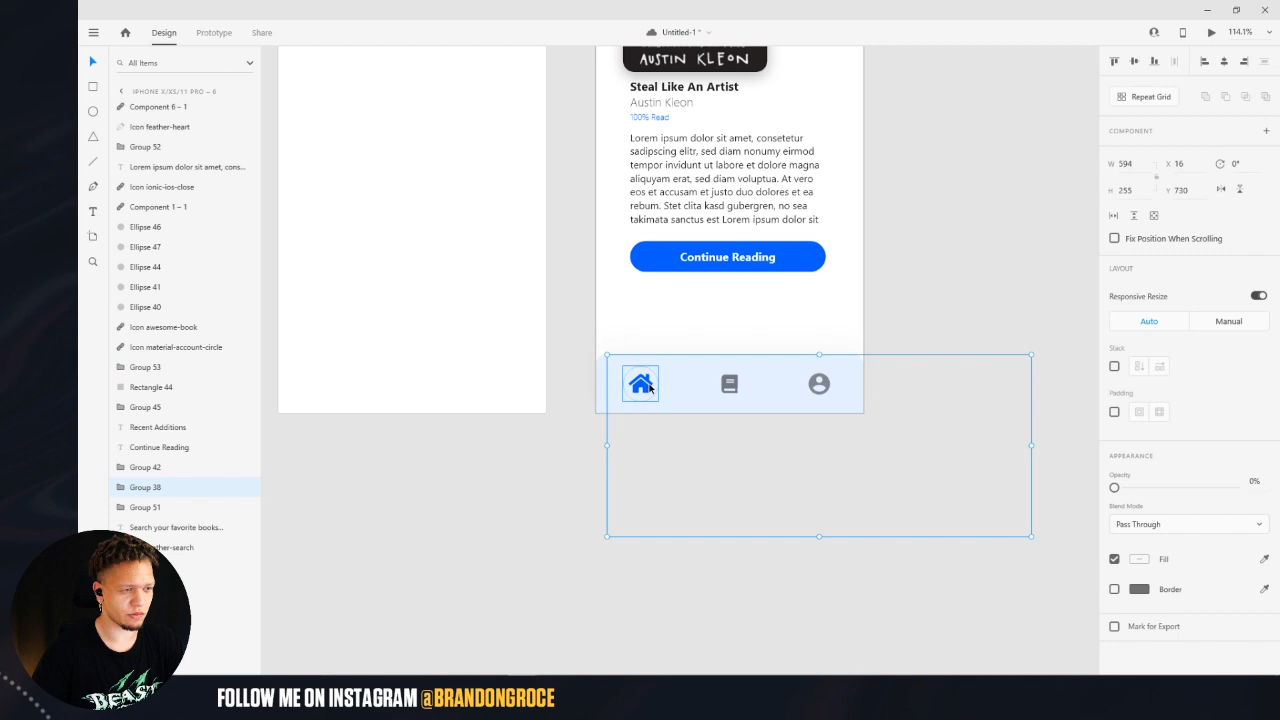 Design
Prototype
Share
Untitled-1 *
114.1%
All Items
IPHONE X/XS/11 PRO – 6
Component 6 – 1
Icon feather-heart
Group 52
Lorem ipsum dolor sit amet, cons...
Icon ionic-ios-close
Component 1 – 1
Ellipse 46
Ellipse 47
Ellipse 44
Ellipse 41
Ellipse 40
Icon awesome-book
Icon material-account-circle
Group 53
Rectangle 44
Group 45
Recent Additions
Continue Reading
Group 42
Group 38
Group 51
Search your favorite books...
AUSTIN KLEON
Steal Like An Artist
Austin Kleon
100% Read
Lorem ipsum dolor sit amet, consetetur
sadipscing elitr, sed diam nonumy eirmod
tempor invidunt ut labore et dolore magna
aliquyam erat, sed diam voluptua. At vero
eos et accusam et justo duo dolores et ea
rebum. Stet clita kasd gubergren, no sea
takimata sanctus est Lorem ipsum dolor sit
Continue Reading
Repeat Grid
COMPONENT
W 594 X 16 0°
H 255 Y 730
Fix Position When Scrolling
LAYOUT
Responsive Resize
Auto
Manual
Stack
Padding
APPEARANCE
Opacity
0%
Blend Mode
Pass Through
Fill
Border
Mark for Export
BEAST
FOLLOW ME ON INSTAGRAM @BRANDONGROCE